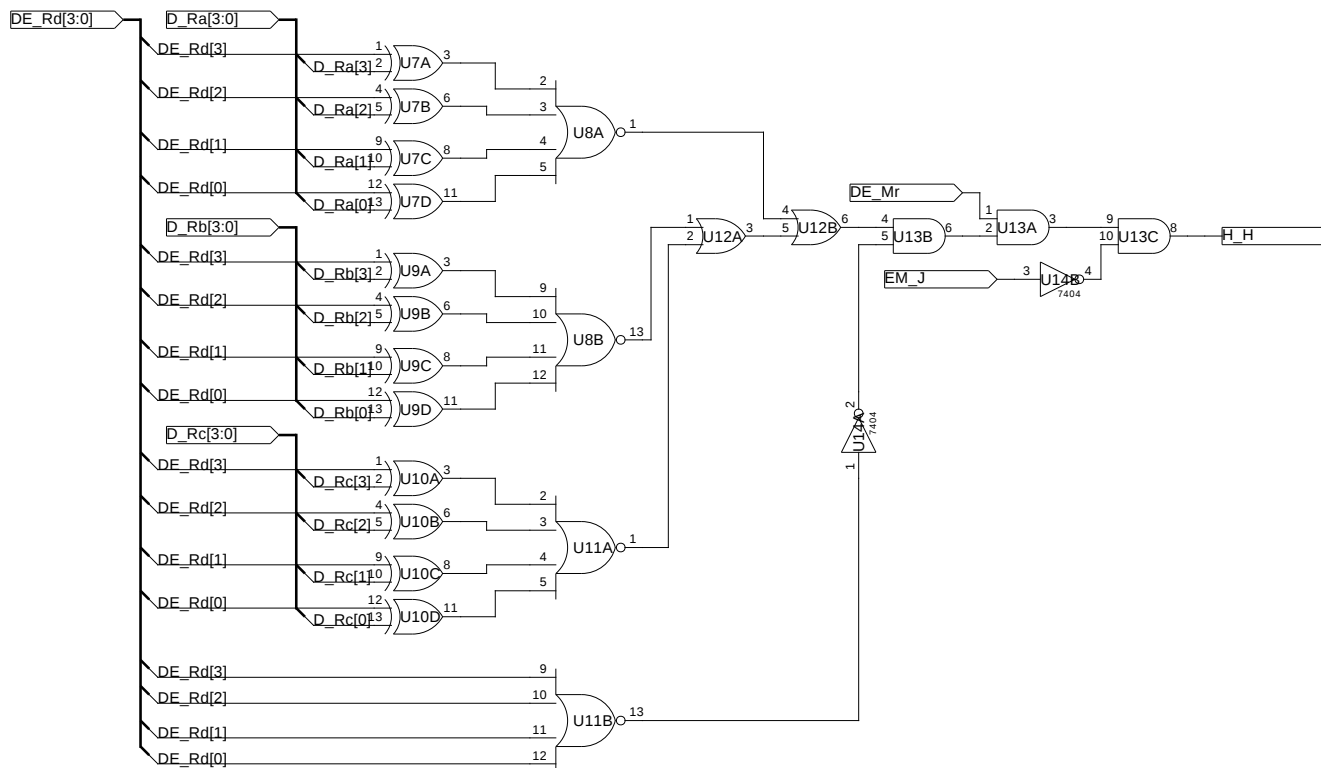 DE_Rd[3:0]
D_Ra[3:0]
DE_Rd[3]
1
2
D_Ra[3]
U7A
3
DE_Rd[2]
4
5
D_Ra[2]
U7B
6
DE_Rd[1]
9
10
D_Ra[1]
U7C
8
DE_Rd[0]
12
13
D_Ra[0]
U7D
11
2
3
4
5
U8A
1
D_Rb[3:0]
DE_Rd[3]
1
2
D_Rb[3]
U9A
3
DE_Rd[2]
4
5
D_Rb[2]
U9B
6
DE_Rd[1]
9
10
D_Rb[1]
U9C
8
DE_Rd[0]
12
13
D_Rb[0]
U9D
11
9
10
11
12
U8B
13
D_Rc[3:0]
DE_Rd[3]
1
2
D_Rc[3]
U10A
3
DE_Rd[2]
4
5
D_Rc[2]
U10B
6
DE_Rd[1]
9
10
D_Rc[1]
U10C
8
DE_Rd[0]
12
13
D_Rc[0]
U10D
11
2
3
4
5
U11A
1
DE_Rd[3]
9
DE_Rd[2]
10
DE_Rd[1]
11
DE_Rd[0]
12
U11B
13
1
2
U12A
3
4
5
U12B
6
4
5
U13B
6
DE_Mr
1
2
U13A
3
EM_J
3
U14B
4
7404
9
10
U13C
8
H_H
1
U14A
2
7404